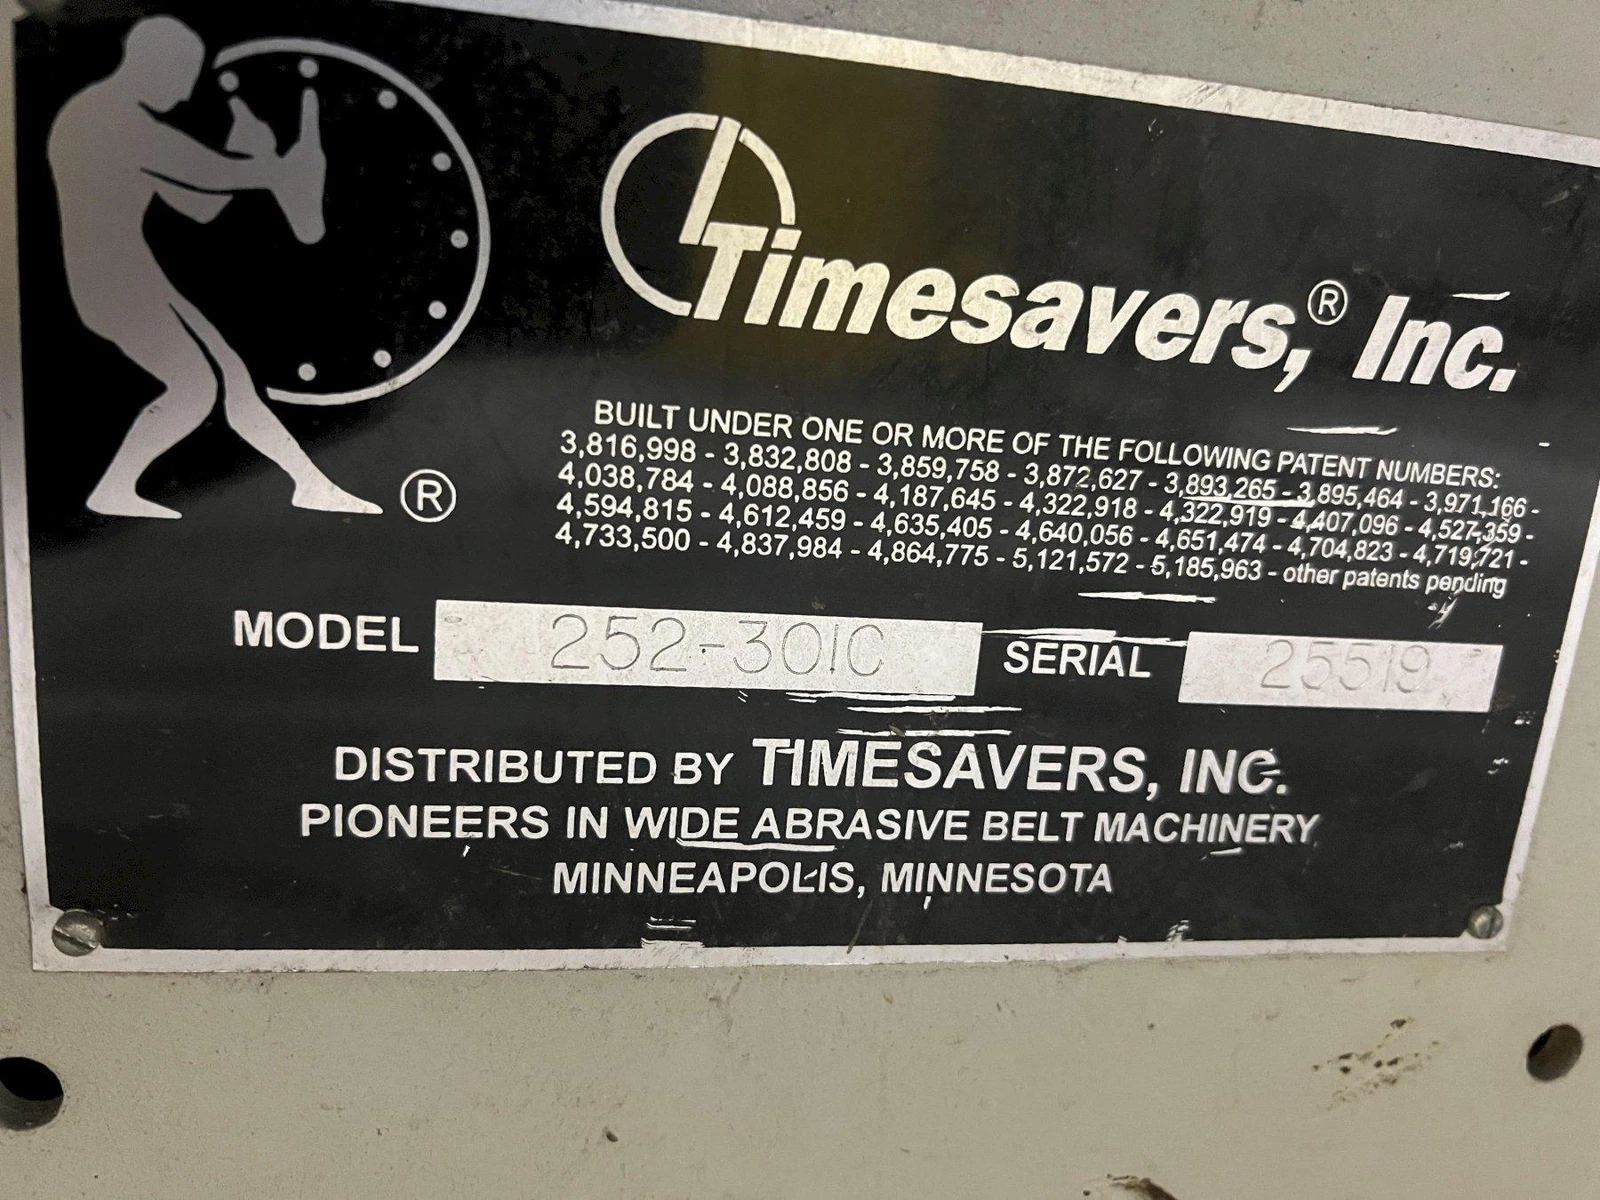 Timesavers,® Inc.
BUILT UNDER ONE OR MORE OF THE FOLLOWING PATENT NUMBERS:
3,816,998 - 3,832,808 - 3,859,758 - 3,872,627 - 3,893,265 - 3,895,464 - 3,971,166 -
4,038,784 - 4,088,856 - 4,187,645 - 4,322,918 - 4,322,919 - 4,407,096 - 4,527,359 -
4,594,815 - 4,612,459 - 4,635,405 - 4,640,056 - 4,651,474 - 4,704,823 - 4,719,721 -
4,733,500 - 4,837,984 - 4,864,775 - 5,121,572 - 5,185,963 - other patents pending
®
MODEL 252-301C SERIAL 25519
DISTRIBUTED BY TIMESAVERS, INC.
PIONEERS IN WIDE ABRASIVE BELT MACHINERY
MINNEAPOLIS, MINNESOTA